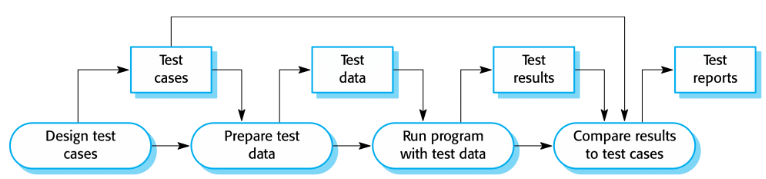 Test
cases
Test
data
Test
results
Test
reports
Design test
cases
Prepare test
data
Run program
with test data
Compare results
to test cases